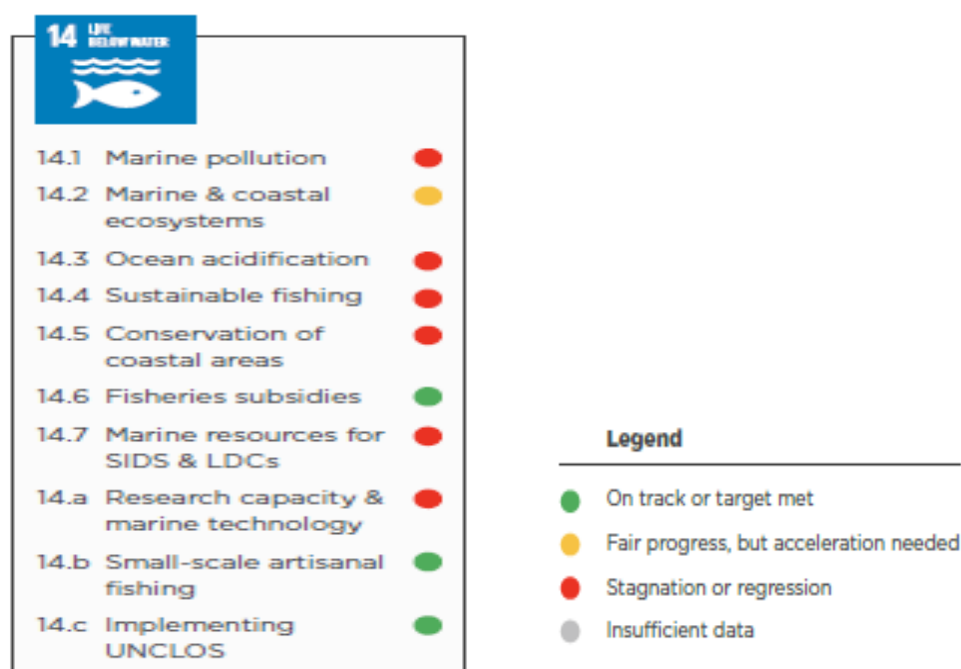 14 LIFE
BELOW WATER
14.1 Marine pollution
14.2 Marine & coastal
ecosystems
14.3 Ocean acidification
14.4 Sustainable fishing
14.5 Conservation of
coastal areas
14.6 Fisheries subsidies
14.7 Marine resources for
SIDS & LDCs
14.a Research capacity &
marine technology
14.b Small-scale artisanal
fishing
14.c Implementing
UNCLOS
Legend
On track or target met
Fair progress, but acceleration needed
Stagnation or regression
Insufficient data